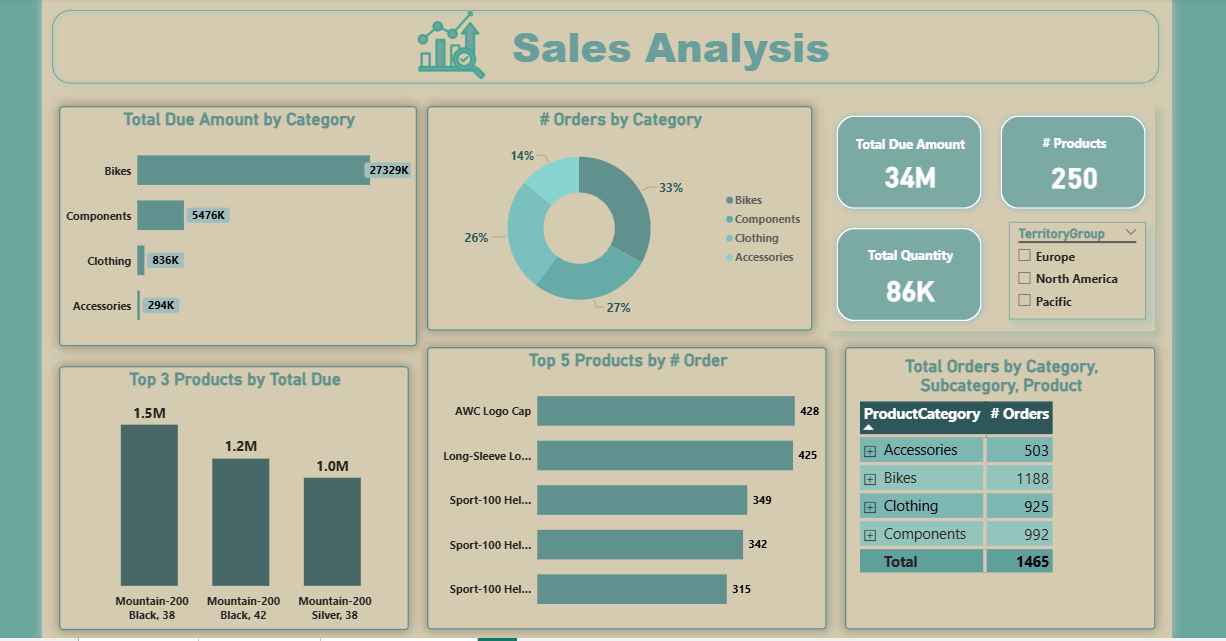 Sales Analysis
Total Due Amount by Category
Bikes 27329K
Components 5476K
Clothing 836K
Accessories 294K
# Orders by Category
14%
33%
26%
27%
Bikes
Components
Clothing
Accessories
Total Due Amount
34M
# Products
250
Total Quantity
86K
TerritoryGroup
Europe
North America
Pacific
Top 3 Products by Total Due
1.5M
1.2M
1.0M
Mountain-200 Mountain-200 Mountain-200
Black, 38 Black, 42 Silver, 38
Top 5 Products by # Order
AWC Logo Cap 428
Long-Sleeve Lo... 425
Sport-100 Hel... 349
Sport-100 Hel... 342
Sport-100 Hel... 315
Total Orders by Category,
Subcategory, Product
ProductCategory # Orders
Accessories 503
Bikes 1188
Clothing 925
Components 992
Total 1465